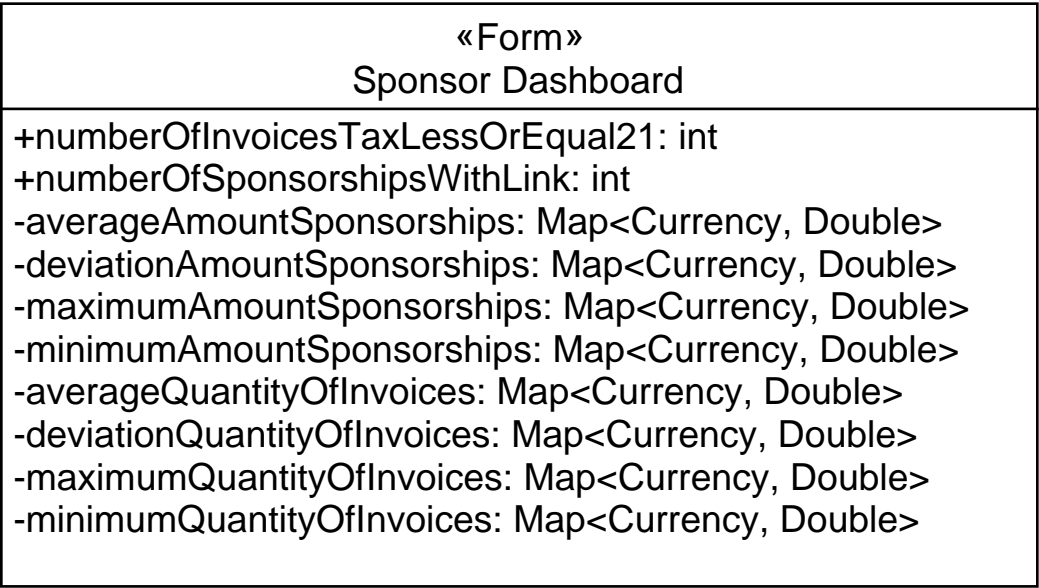 «Form»
Sponsor Dashboard
+numberOfInvoicesTaxLessOrEqual21: int
+numberOfSponsorshipsWithLink: int
-averageAmountSponsorships: Map<Currency, Double>
-deviationAmountSponsorships: Map<Currency, Double>
-maximumAmountSponsorships: Map<Currency, Double>
-minimumAmountSponsorships: Map<Currency, Double>
-averageQuantityOfInvoices: Map<Currency, Double>
-deviationQuantityOfInvoices: Map<Currency, Double>
-maximumQuantityOfInvoices: Map<Currency, Double>
-minimumQuantityOfInvoices: Map<Currency, Double>